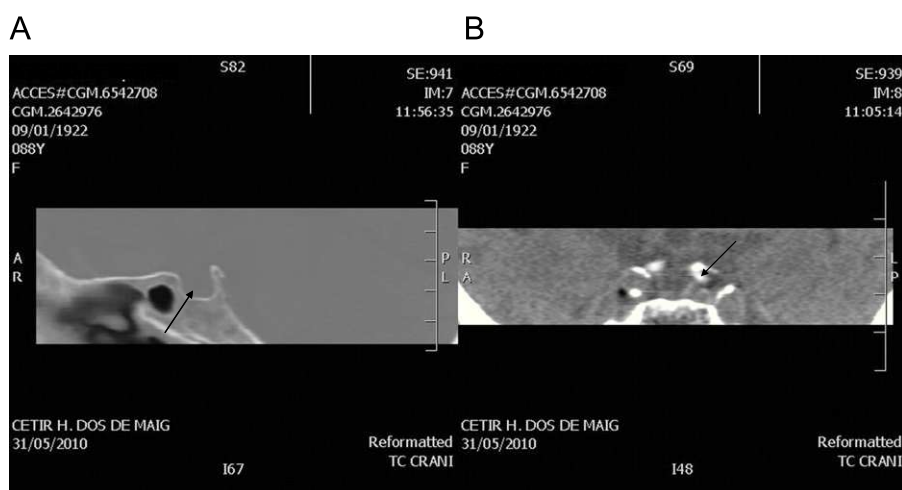 A
S82
SE:941
ACCES#CGM.6542708
IM:7
CGM.2642976
11:56:35
09/01/1922
088Y
F
A
R
P
L
CETIR H. DOS DE MAIG
31/05/2010
Reformatted
TC CRANI
I67
B
S69
SE:939
ACCES#CGM.6542708
IM:8
CGM.2642976
11:05:14
09/01/1922
088Y
F
R
A
L
P
CETIR H. DOS DE MAIG
31/05/2010
Reformatted
TC CRANI
I48